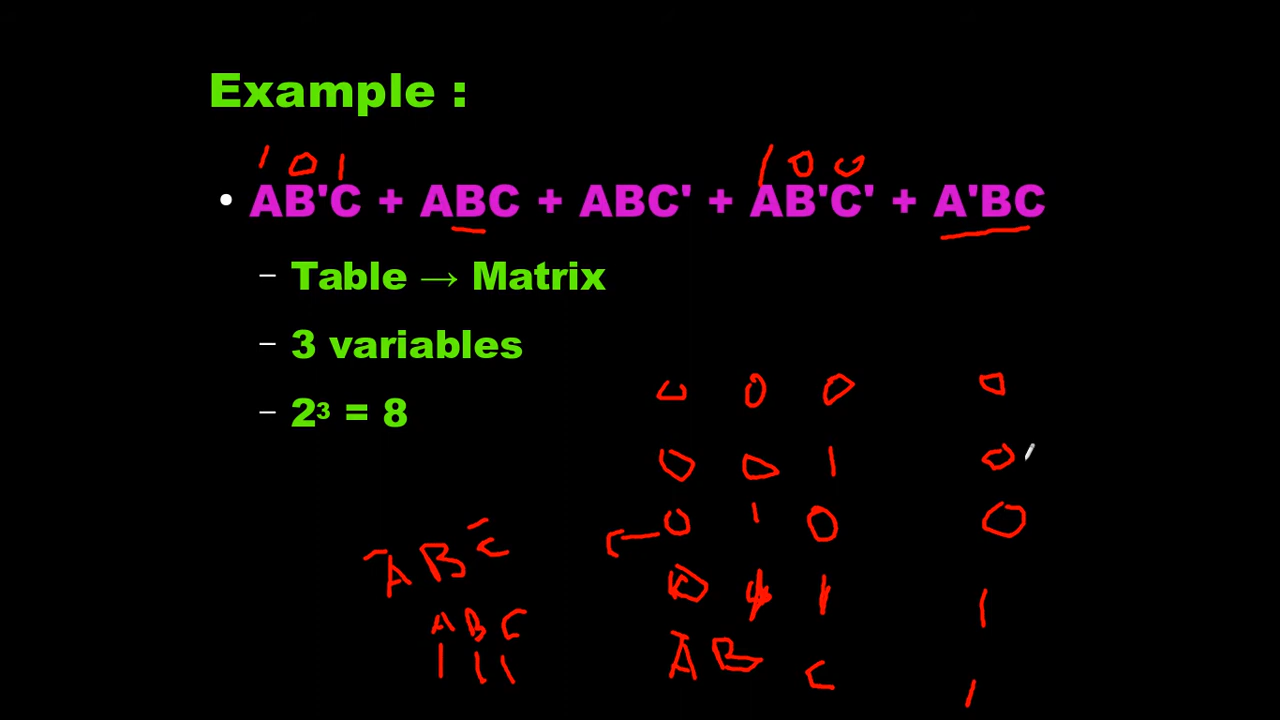 Example :
1 0 1 1 0 0
• AB'C + ABC + ABC' + AB'C' + A'BC
– Table → Matrix
– 3 variables
– 2³ = 8
0 0 0 0
0 0 1 0
0 1 0 0
A̅ B C̅
0 1 1 1
A B C
1 1 1
A̅ B C 1